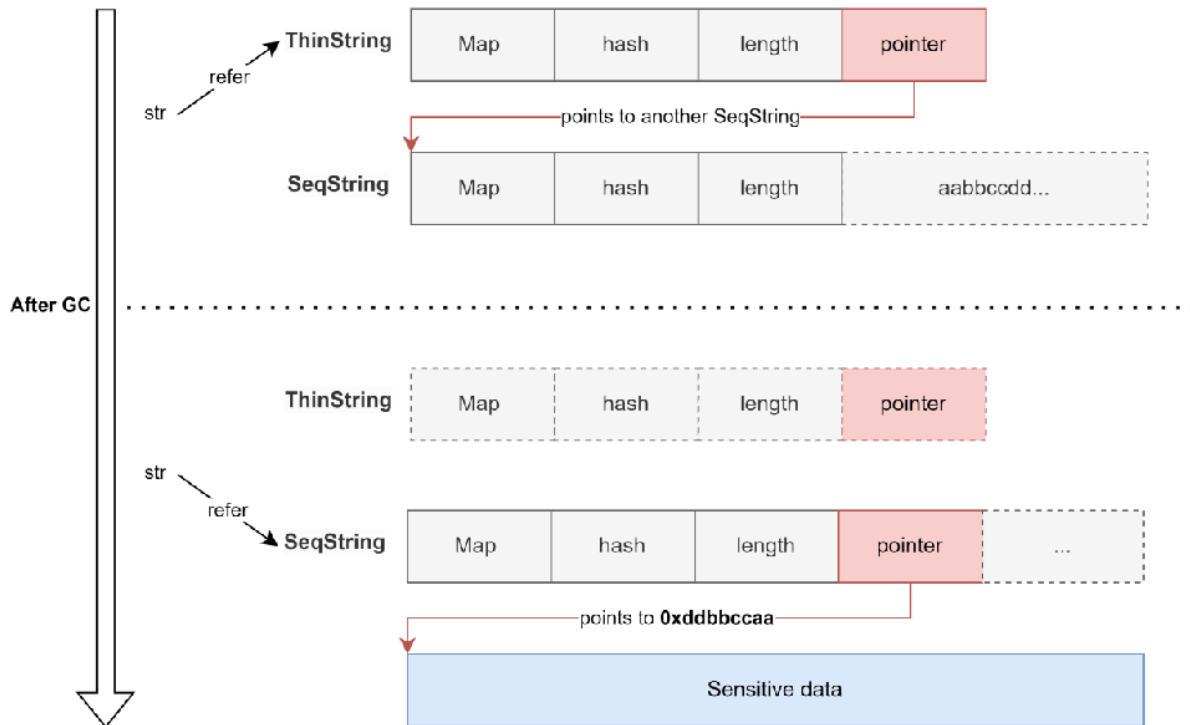 ThinString
Map
hash
length
pointer
refer
str
points to another SeqString
SeqString
Map
hash
length
aabbccdd...
After GC
ThinString
Map
hash
length
pointer
str
refer
SeqString
Map
hash
length
pointer
...
points to 0xddbbccaa
Sensitive data